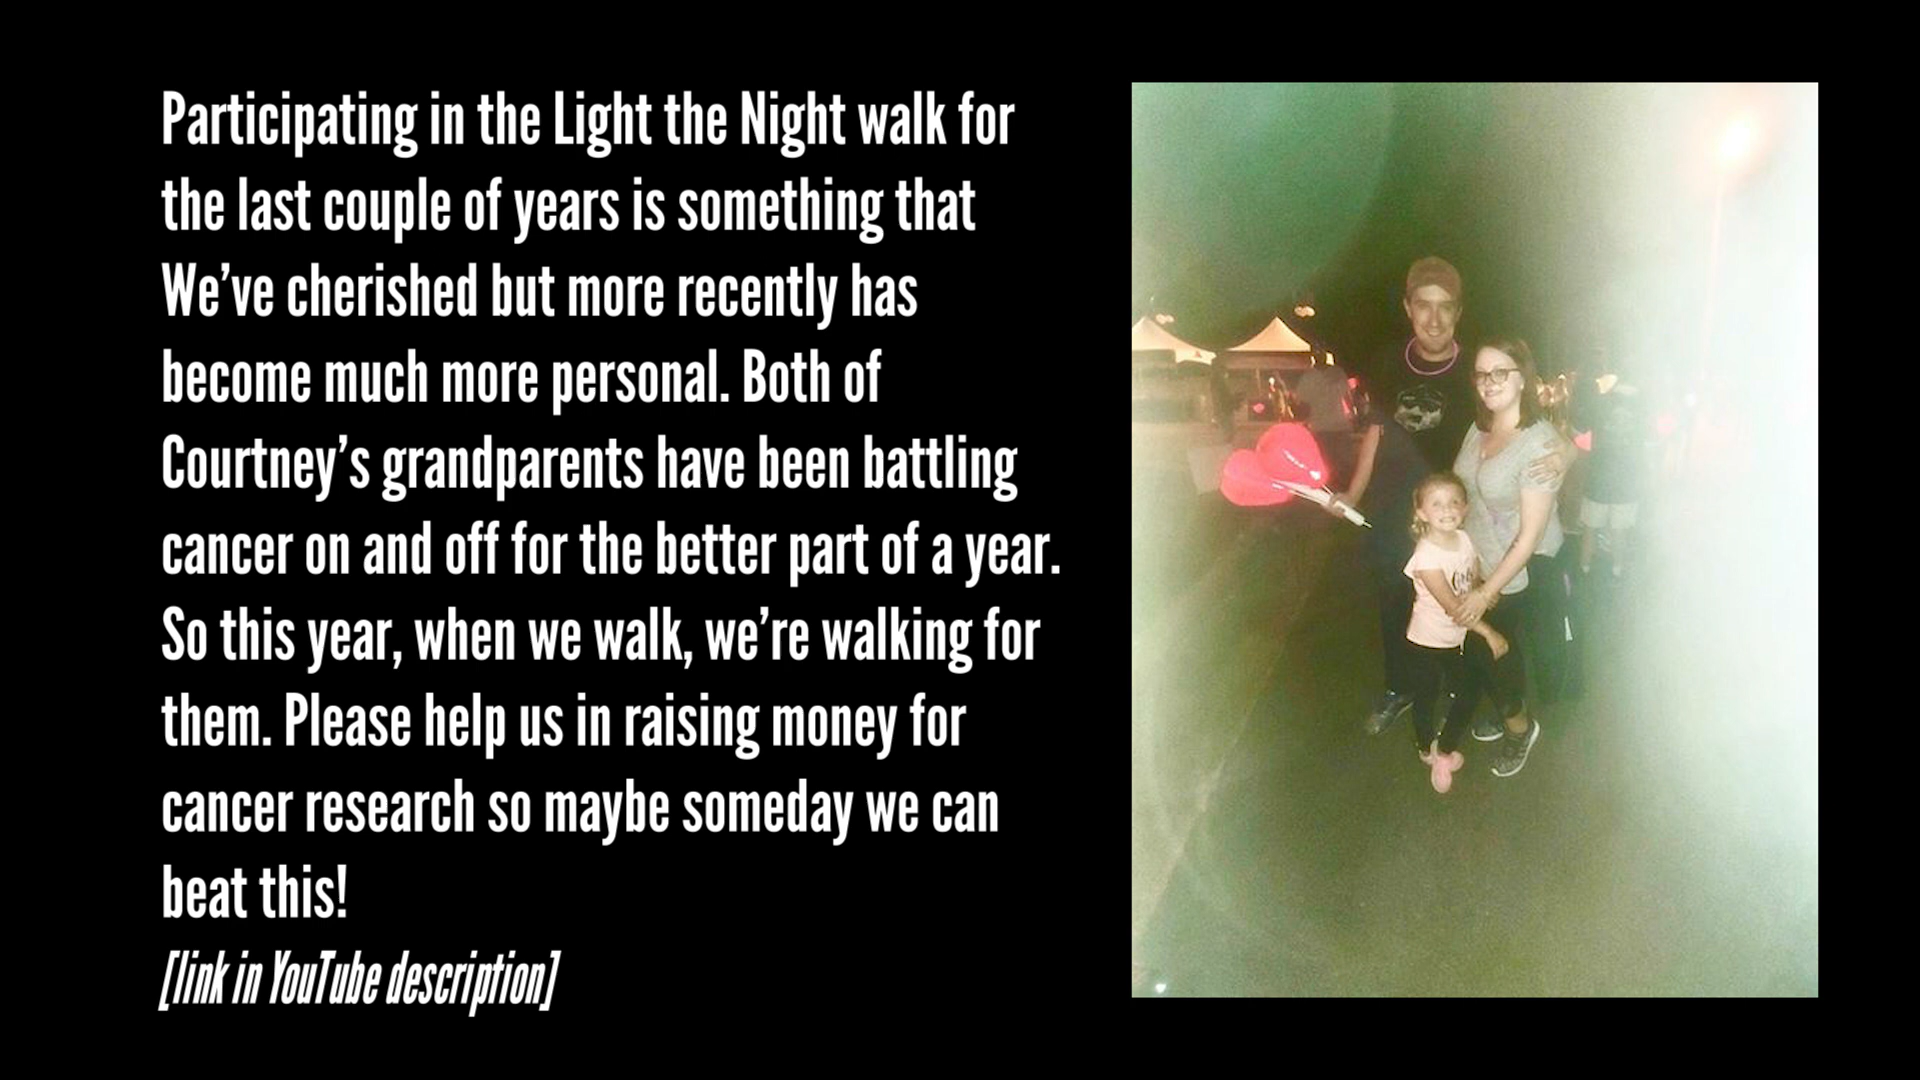 Participating in the Light the Night walk for
the last couple of years is something that
We’ve cherished but more recently has
become much more personal. Both of
Courtney’s grandparents have been battling
cancer on and off for the better part of a year.
So this year, when we walk, we’re walking for
them. Please help us in raising money for
cancer research so maybe someday we can
beat this!
[link in YouTube description]